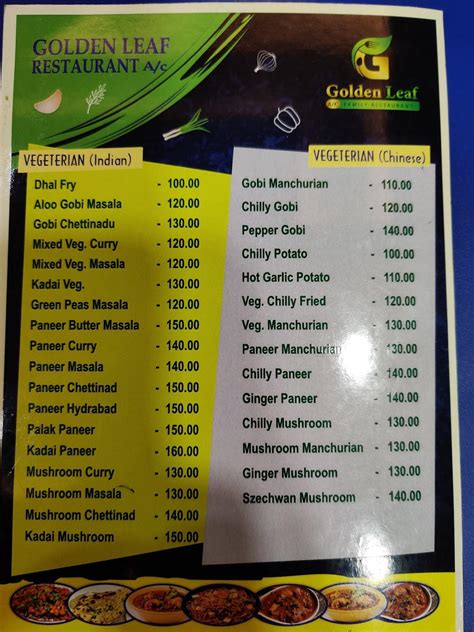 GOLDEN LEAF
RESTAURANT A/c
G
Golden Leaf
A/C FAMILY RESTAURANT
VEGETERIAN (Indian)
Dhal Fry - 100.00
Aloo Gobi Masala - 120.00
Gobi Chettinadu - 130.00
Mixed Veg. Curry - 120.00
Mixed Veg. Masala - 120.00
Kadai Veg. - 130.00
Green Peas Masala - 120.00
Paneer Butter Masala - 150.00
Paneer Curry - 140.00
Paneer Masala - 140.00
Paneer Chettinad - 150.00
Paneer Hydrabad - 150.00
Palak Paneer - 150.00
Kadai Paneer - 160.00
Mushroom Curry - 130.00
Mushroom Masala - 130.00
Mushroom Chettinad - 140.00
Kadai Mushroom - 150.00
VEGETERIAN (Chinese)
Gobi Manchurian - 110.00
Chilly Gobi - 120.00
Pepper Gobi - 140.00
Chilly Potato - 100.00
Hot Garlic Potato - 110.00
Veg. Chilly Fried - 120.00
Veg. Manchurian - 130.00
Paneer Manchurian - 130.00
Chilly Paneer - 140.00
Ginger Paneer - 140.00
Chilly Mushroom - 130.00
Mushroom Manchurian - 130.00
Ginger Mushroom - 130.00
Szechwan Mushroom - 140.00